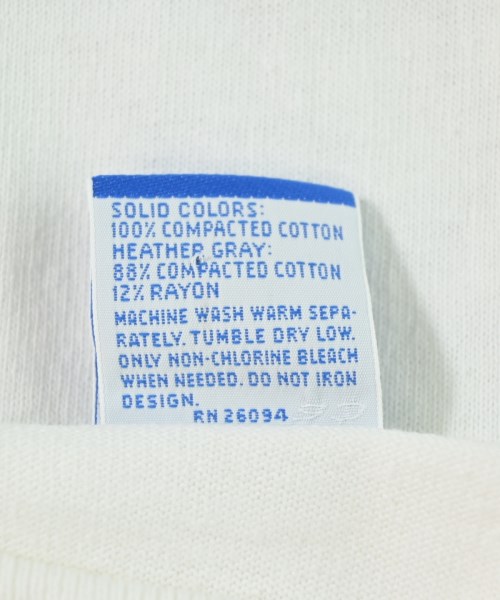 SOLID COLORS:
100% COMPACTED COTTON
HEATHER GRAY:
88% COMPACTED COTTON
12% RAYON
MACHINE WASH WARM SEPA-
RATELY. TUMBLE DRY LOW.
ONLY NON-CHLORINE BLEACH
WHEN NEEDED. DO NOT IRON
DESIGN.
RN 26094